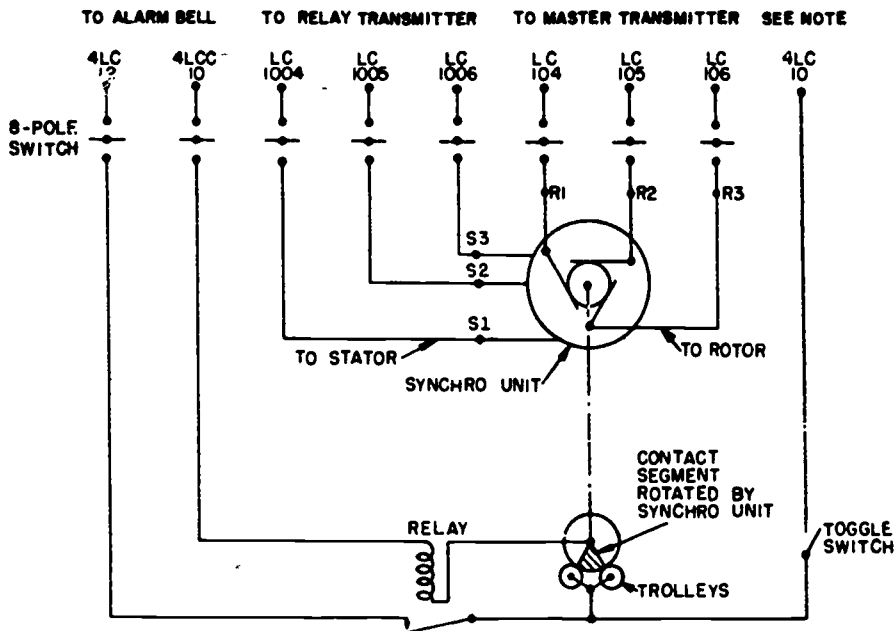 TO ALARM BELL TO RELAY TRANSMITTER TO MASTER TRANSMITTER SEE NOTE
4LC 4LCC LC LC LC LC LC LC 4LC
12 10 1004 1005 1006 104 105 106 10
8-POLE
SWITCH
R1 R2 R3
S3
S2
S1
TO STATOR
TO ROTOR
SYNCHRO UNIT
CONTACT
SEGMENT
ROTATED BY
SYNCHRO UNIT
RELAY
TOGGLE
SWITCH
TROLLEYS